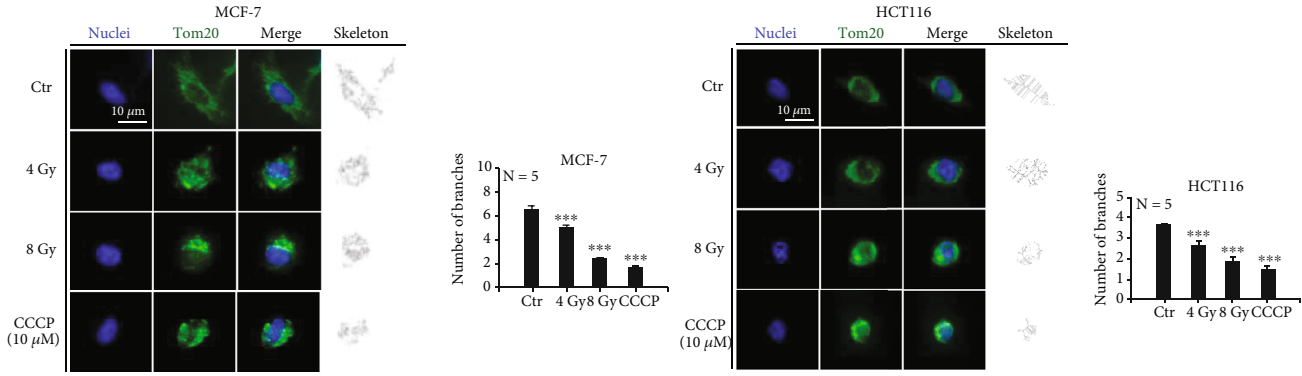 MCF-7
Nuclei Tom20 Merge Skeleton
Ctr
10 μm
4 Gy
8 Gy
CCCP
(10 μM)
MCF-7
N = 5
Number of branches
10
8
6
4
2
0
*** *** ***
Ctr 4 Gy 8 Gy CCCP
HCT116
Nuclei Tom20 Merge Skeleton
Ctr
10 μm
4 Gy
8 Gy
CCCP
(10 μM)
HCT116
N = 5
Number of branches
5
4
3
2
1
0
*** *** ***
Ctr 4 Gy 8 Gy CCCP